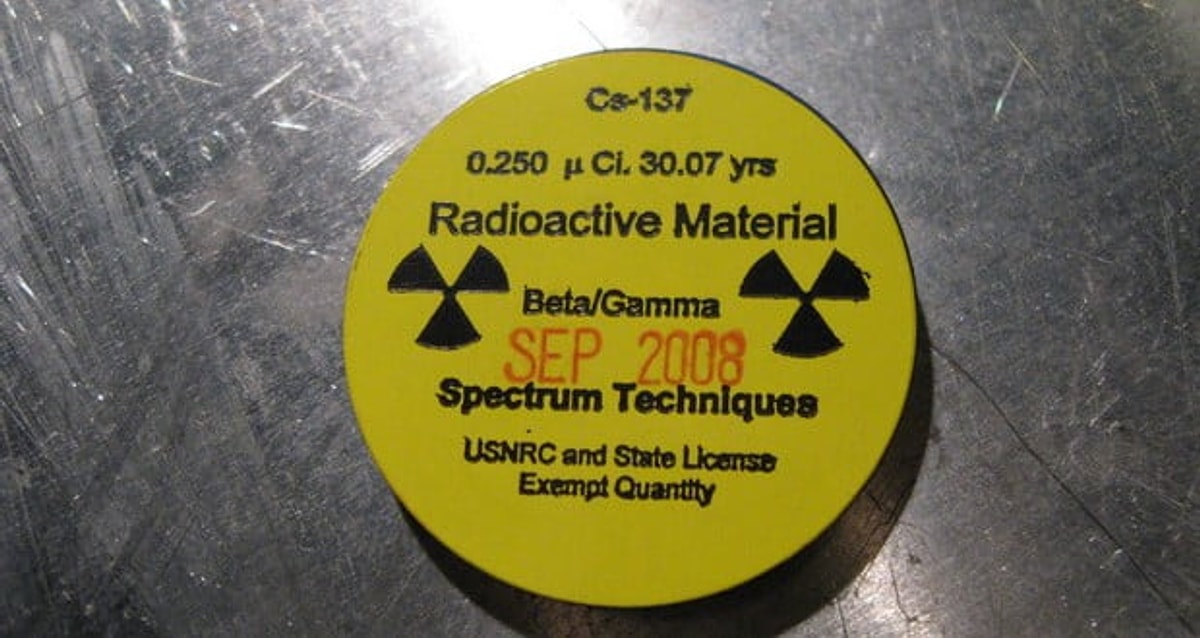 Cs-137
0.250 μ Ci. 30.07 yrs
Radioactive Material
Beta/Gamma
SEP 2008
Spectrum Techniques
USNRC and State License
Exempt Quantity